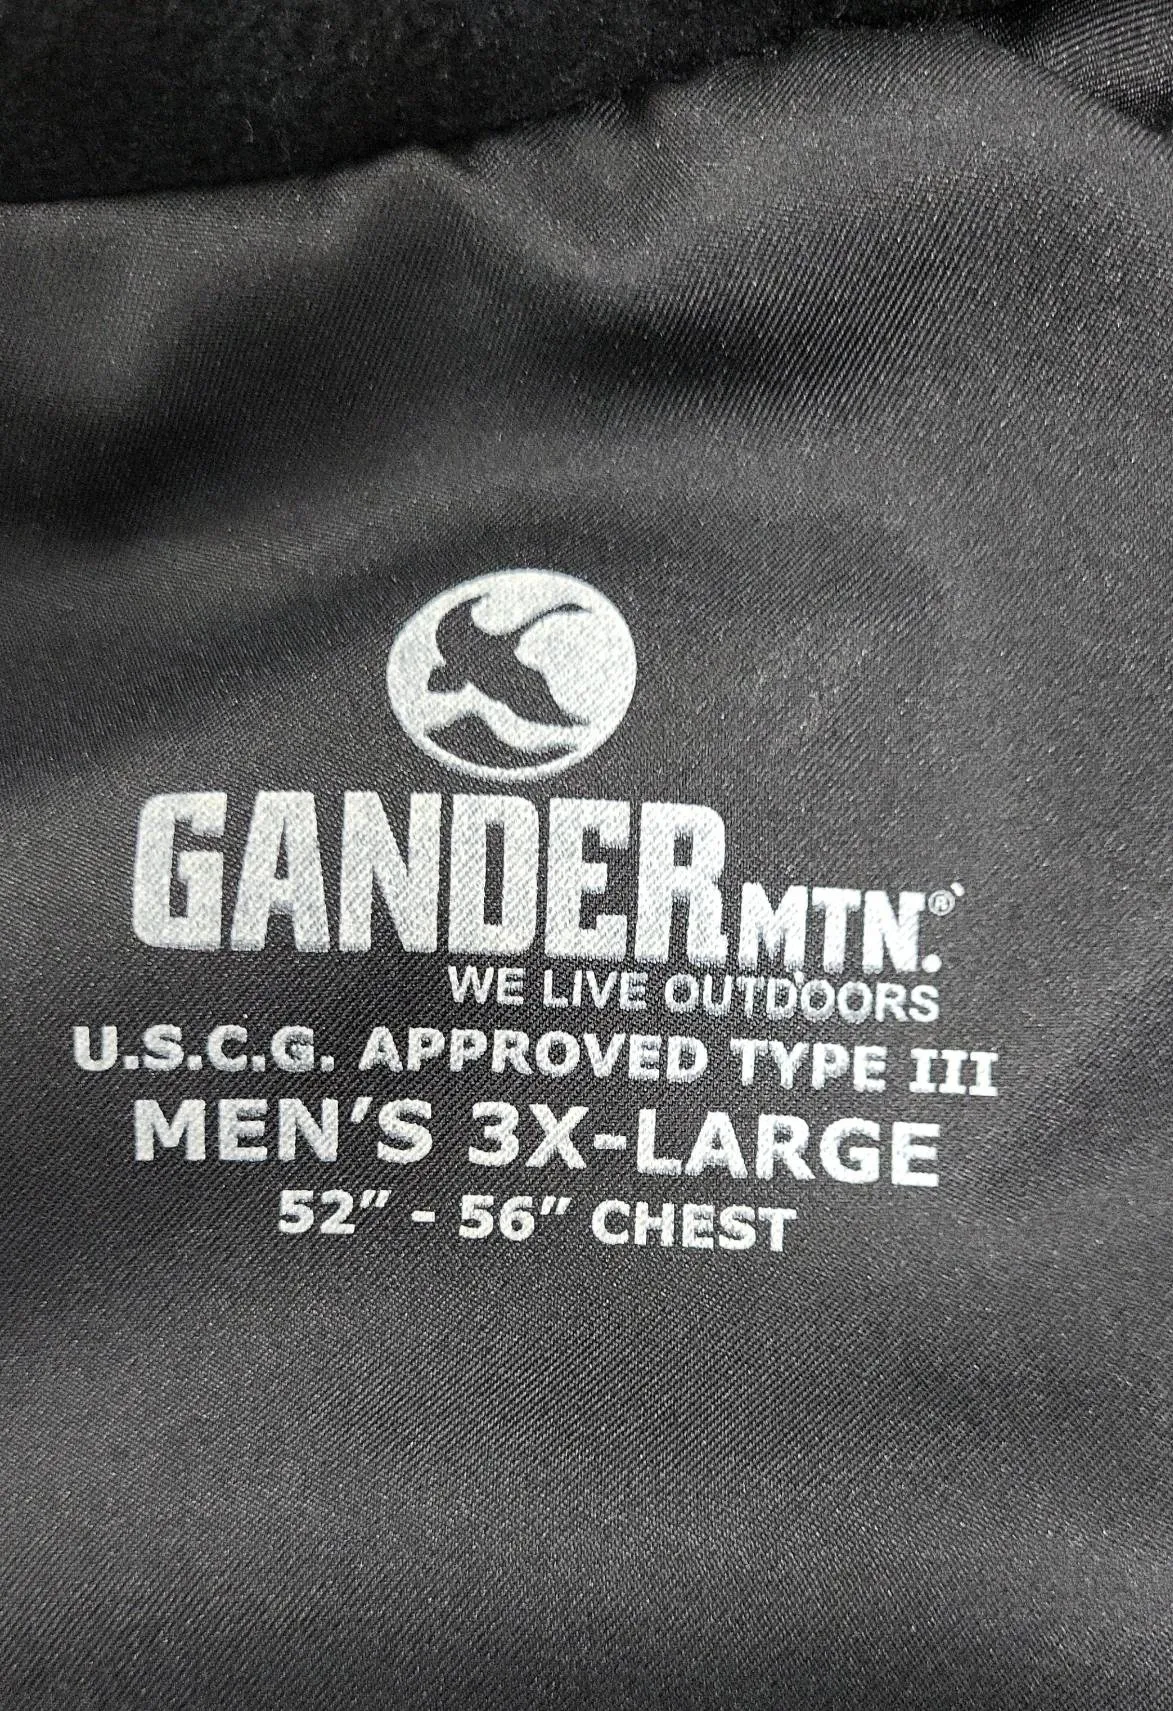 GANDER MTN.®
WE LIVE OUTDOORS
U.S.C.G. APPROVED TYPE III
MEN'S 3X-LARGE
52" - 56" CHEST